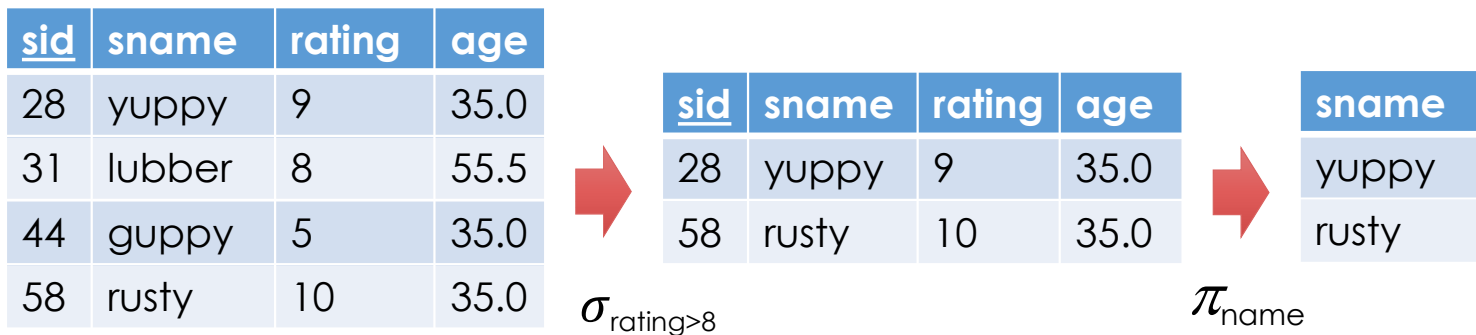 sid sname rating age
28 yuppy 9 35.0
31 lubber 8 55.5
44 guppy 5 35.0
58 rusty 10 35.0
σrating>8
sid sname rating age
28 yuppy 9 35.0
58 rusty 10 35.0
πname
sname
yuppy
rusty